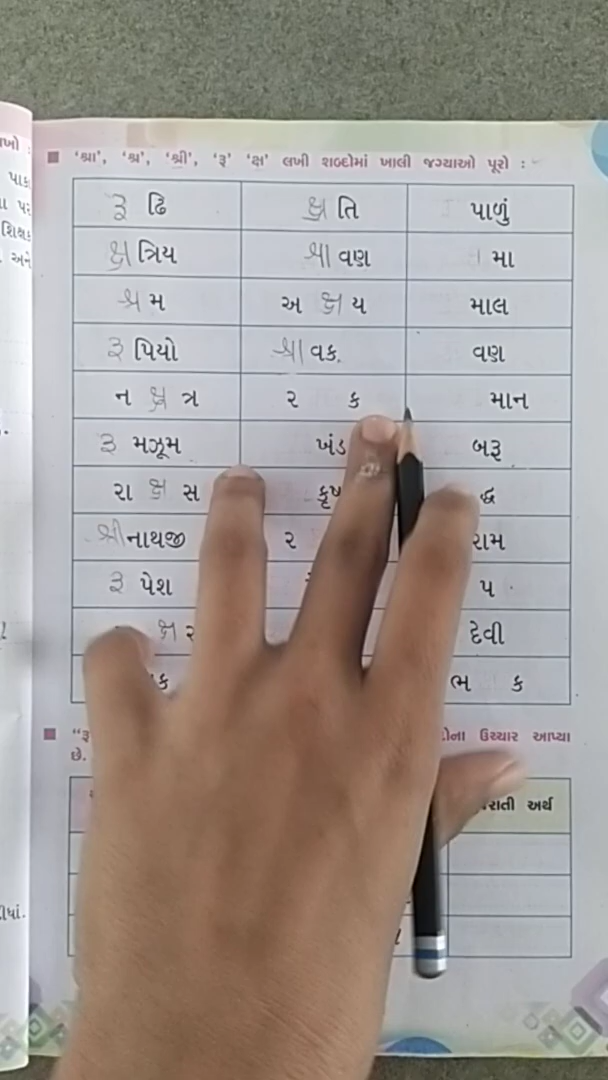 'શ્રા', 'શ્ર', 'શ્રી', 'રૂ' 'ક્ષ' લખી શબ્દોમાં ખાલી જગ્યાઓ પૂરો :
રૂ ઢિ ક્ષ તિ પાળું
ક્ષ ત્રિય શ્રા વણ મા
શ્ર મ અ ક્ષ ય માલ
રૂ પિયો શ્રા વક વણ
ન ક્ષ ત્ર ર ક માન
રૂ મઝૂમ ખંડ બરૂ
રા ક્ષ સ કૃષ દ્ધ
શ્રી નાથજી ર રામ
રૂ પેશ પ
ક્ષ દેવી
ક ભ ક
ના ઉચ્ચાર આપ્યા
છે.
રાતી અર્થ